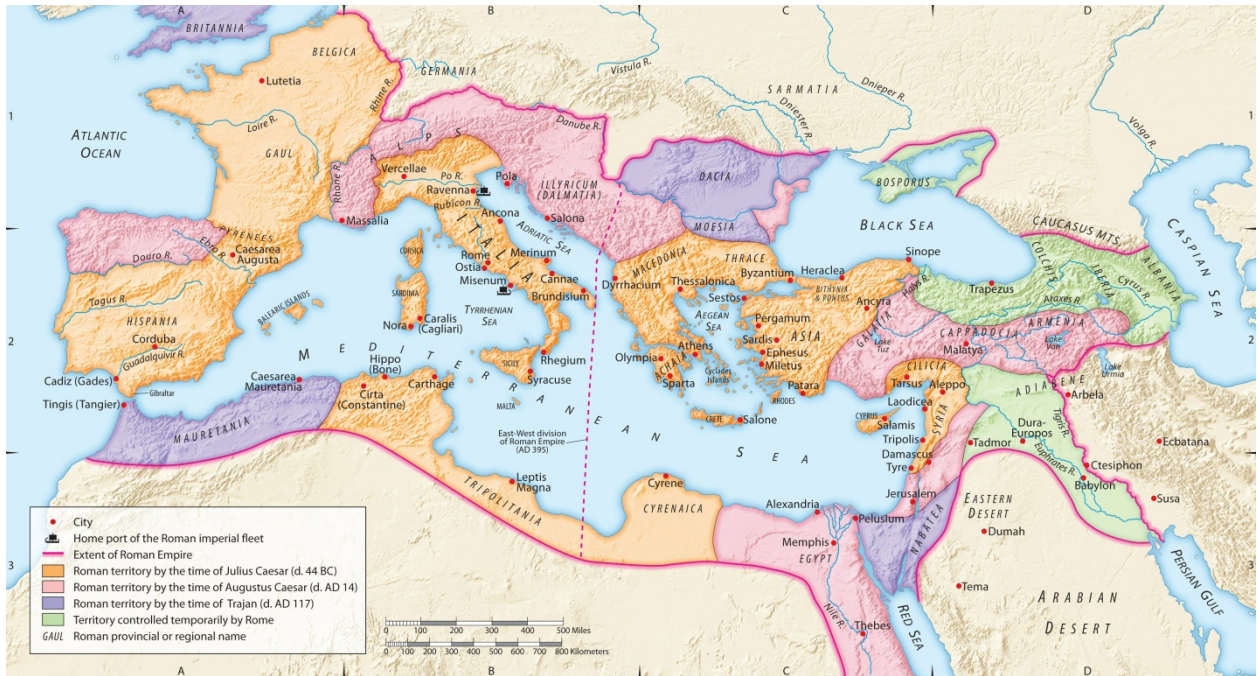 A
B
C
D
BRITANNIA
BELGICA
Lutetia
Rhine R.
GERMANIA
Vistula R.
SARMATIA
Dnieper R.
Dniester R.
Volga R.
1
1
ATLANTIC
OCEAN
Loire R.
GAUL
Rhone R.
ALPS
Danube R.
Vercellae
Po R.
Ravenna
Rubicon R.
Pola
ILLYRICUM
(DALMATIA)
DACIA
BOSPORUS
Massalia
Ancona
Salona
ADRIATIC SEA
MOESIA
BLACK SEA
CAUCASUS MTS.
CASPIAN SEA
PYRENEES
Ebro R.
Caesarea
Augusta
Douro R.
CORSICA
ITALIA
Rome
Ostia
Misenum
Merinum
Cannae
Brundisium
MACEDONIA
THRACE
Dyrrhacium
Thessalonica
Byzantium
Heraclea
Sinope
COLCHIS
IBERIA
ALBANIA
Cyrus R.
Tagus R.
BALEARIC ISLANDS
SARDINIA
TYRRHENIAN
SEA
Sestos
BITHYNIA
& PONTUS
Halys R.
Trapezus
Araxes R.
HISPANIA
Corduba
Guadalquivir R.
Nora
Caralis
(Cagliari)
AEGEAN
SEA
Pergamum
Ancyra
GALATIA
CAPPADOCIA
ARMENIA
2
2
Sardis
ASIA
Lake
Tuz
Malatya
Lake
Van
Lake
Urmia
MEDITERRANEAN SEA
Rhegium
Olympia
Athens
Ephesus
Miletus
ACHAIA
Cyclades
Islands
Sparta
Cadiz (Gades)
Gibraltar
Tingis (Tangier)
Caesarea
Mauretania
Hippo
(Bone)
Cirta
(Constantine)
Carthage
SICILY
Syracuse
MALTA
Patara
RHODES
CILICIA
Tarsus
Aleppo
ADIABENE
Arbela
MAURETANIA
CRETE
Salone
CYPRUS
Salamis
Laodicea
SYRIA
Tigris R.
Dura-
Europos
Ecbatana
East-West division
of Roman Empire
(AD 395)
Tripolis
Damascus
Tyre
Tadmor
Euphrates R.
Ctesiphon
Babylon
Leptis
Magna
TRIPOLITANIA
Cyrene
CYRENAICA
Alexandria
Pelusium
Jerusalem
NABATEA
EASTERN
DESERT
Susa
Memphis
EGYPT
Dumah
3
3
Tema
ARABIAN
DESERT
PERSIAN GULF
Nile R.
Thebes
RED SEA
City
Home port of the Roman imperial fleet
Extent of Roman Empire
Roman territory by the time of Julius Caesar (d. 44 BC)
Roman territory by the time of Augustus Caesar (d. AD 14)
Roman territory by the time of Trajan (d. AD 117)
Territory controlled temporarily by Rome
GAUL Roman provincial or regional name
0 100 200 300 400 500 Miles
0 100 200 300 400 500 600 700 800 Kilometers
A
B
C
D